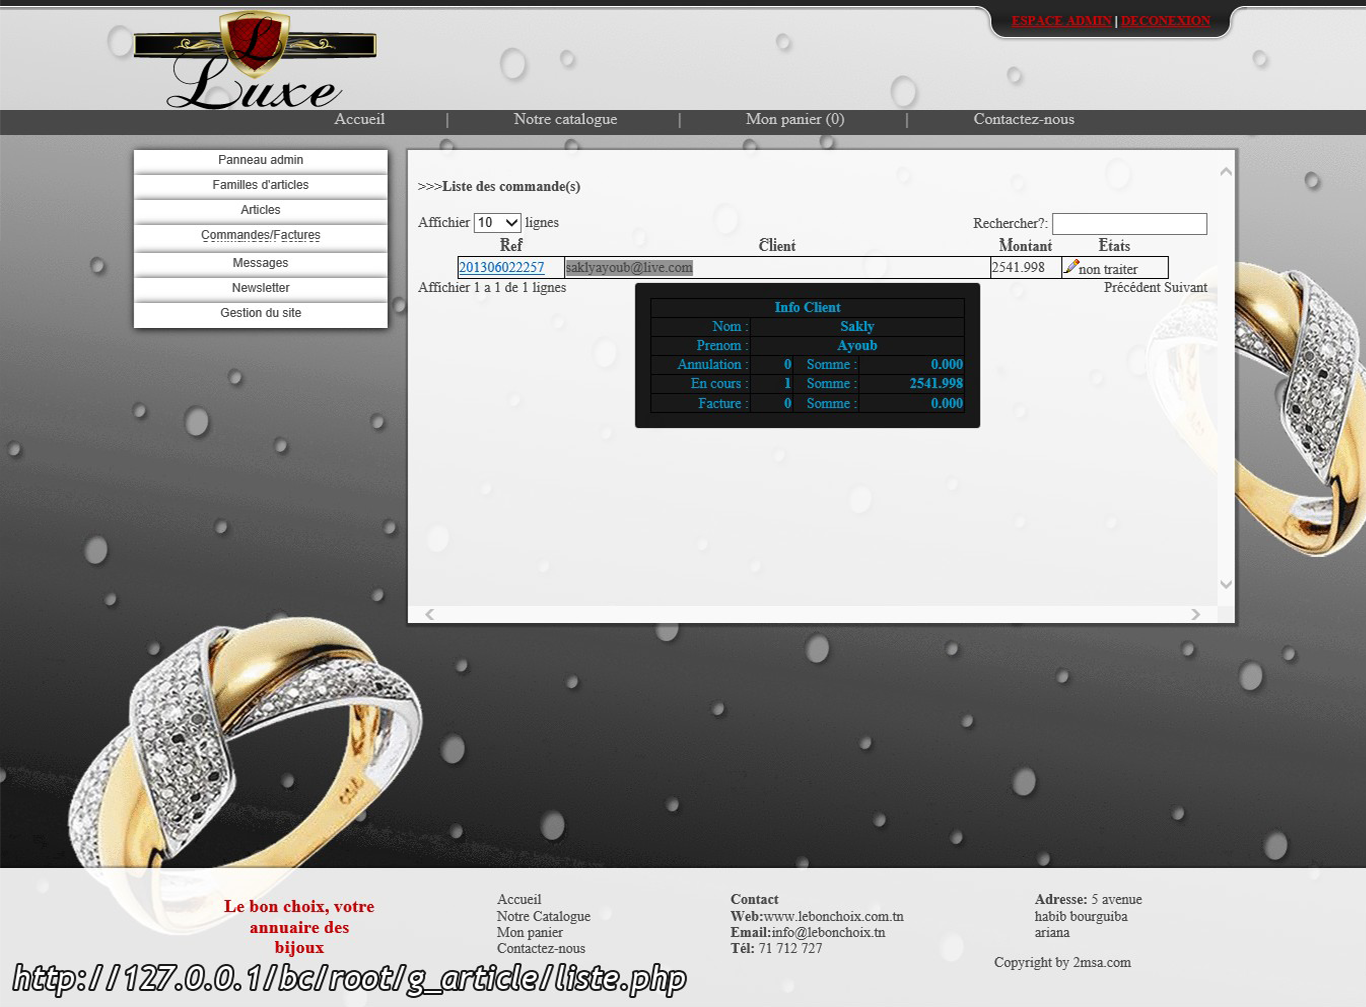 ESPACE ADMIN | DECONEXION
L
Luxe
Accueil | Notre catalogue | Mon panier (0) | Contactez-nous
Panneau admin
Familles d'articles
Articles
Commandes/Factures
Messages
Newsletter
Gestion du site
>>>Liste des commande(s)
Affichier 10 lignes
Rechercher?:
Ref Client Montant Etats
201306022257 saklyayoub@live.com 2541.998 non traiter
Affichier 1 a 1 de 1 lignes
Précédent Suivant
Info Client
Nom : Sakly
Prenom : Ayoub
Annulation : 0 Somme : 0.000
En cours : 1 Somme : 2541.998
Facture : 0 Somme : 0.000
Le bon choix, votre
annuaire des
bijoux
Accueil
Notre Catalogue
Mon panier
Contactez-nous
Contact
Web:www.lebonchoix.com.tn
Email:info@lebonchoix.tn
Tél: 71 712 727
Adresse: 5 avenue
habib bourguiba
ariana
Copyright by 2msa.com
http://127.0.0.1/bc/root/g_article/liste.php